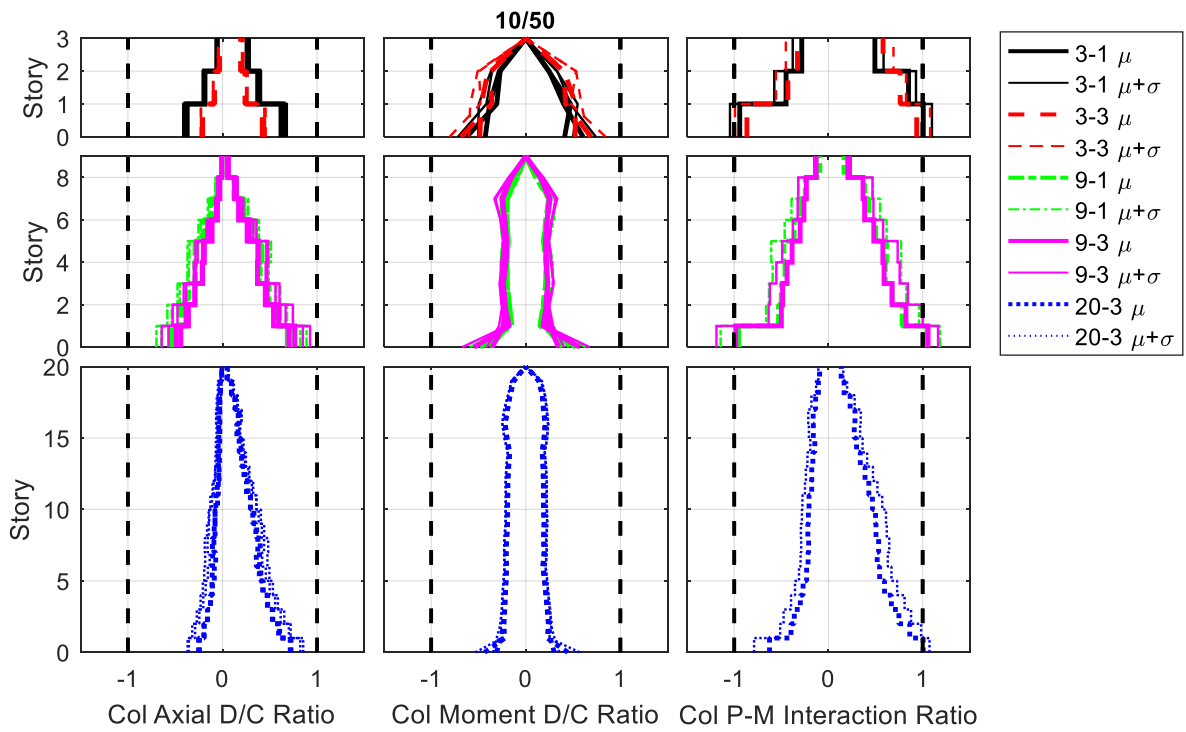 10/50
3
2
1
0
Story
8
6
4
2
0
Story
20
15
10
5
0
Story
-1 0 1
-1 0 1
-1 0 1
Col Axial D/C Ratio
Col Moment D/C Ratio
Col P-M Interaction Ratio
3-1 μ
3-1 μ+σ
3-3 μ
3-3 μ+σ
9-1 μ
9-1 μ+σ
9-3 μ
9-3 μ+σ
20-3 μ
20-3 μ+σ